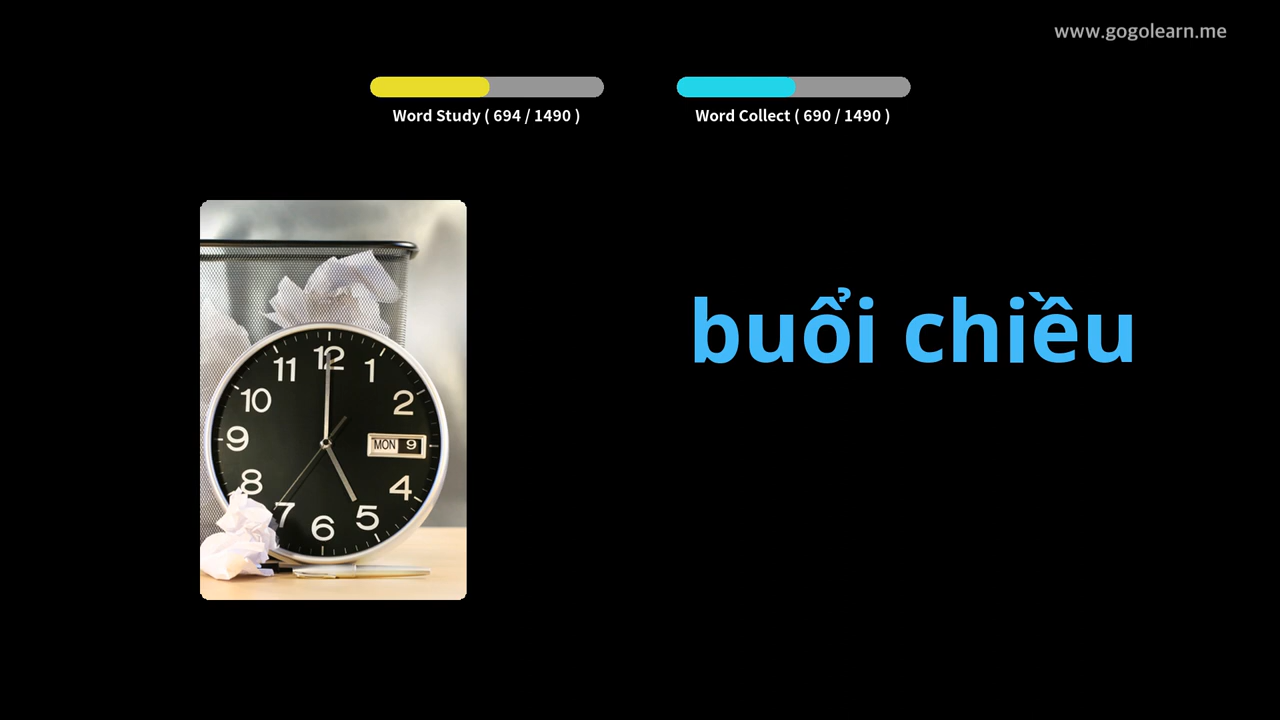 www.gogolearn.me
Word Study ( 694 / 1490 )
Word Collect ( 690 / 1490 )
buổi chiều
12
11
1
10
2
9
MON 9
8
4
7
5
6